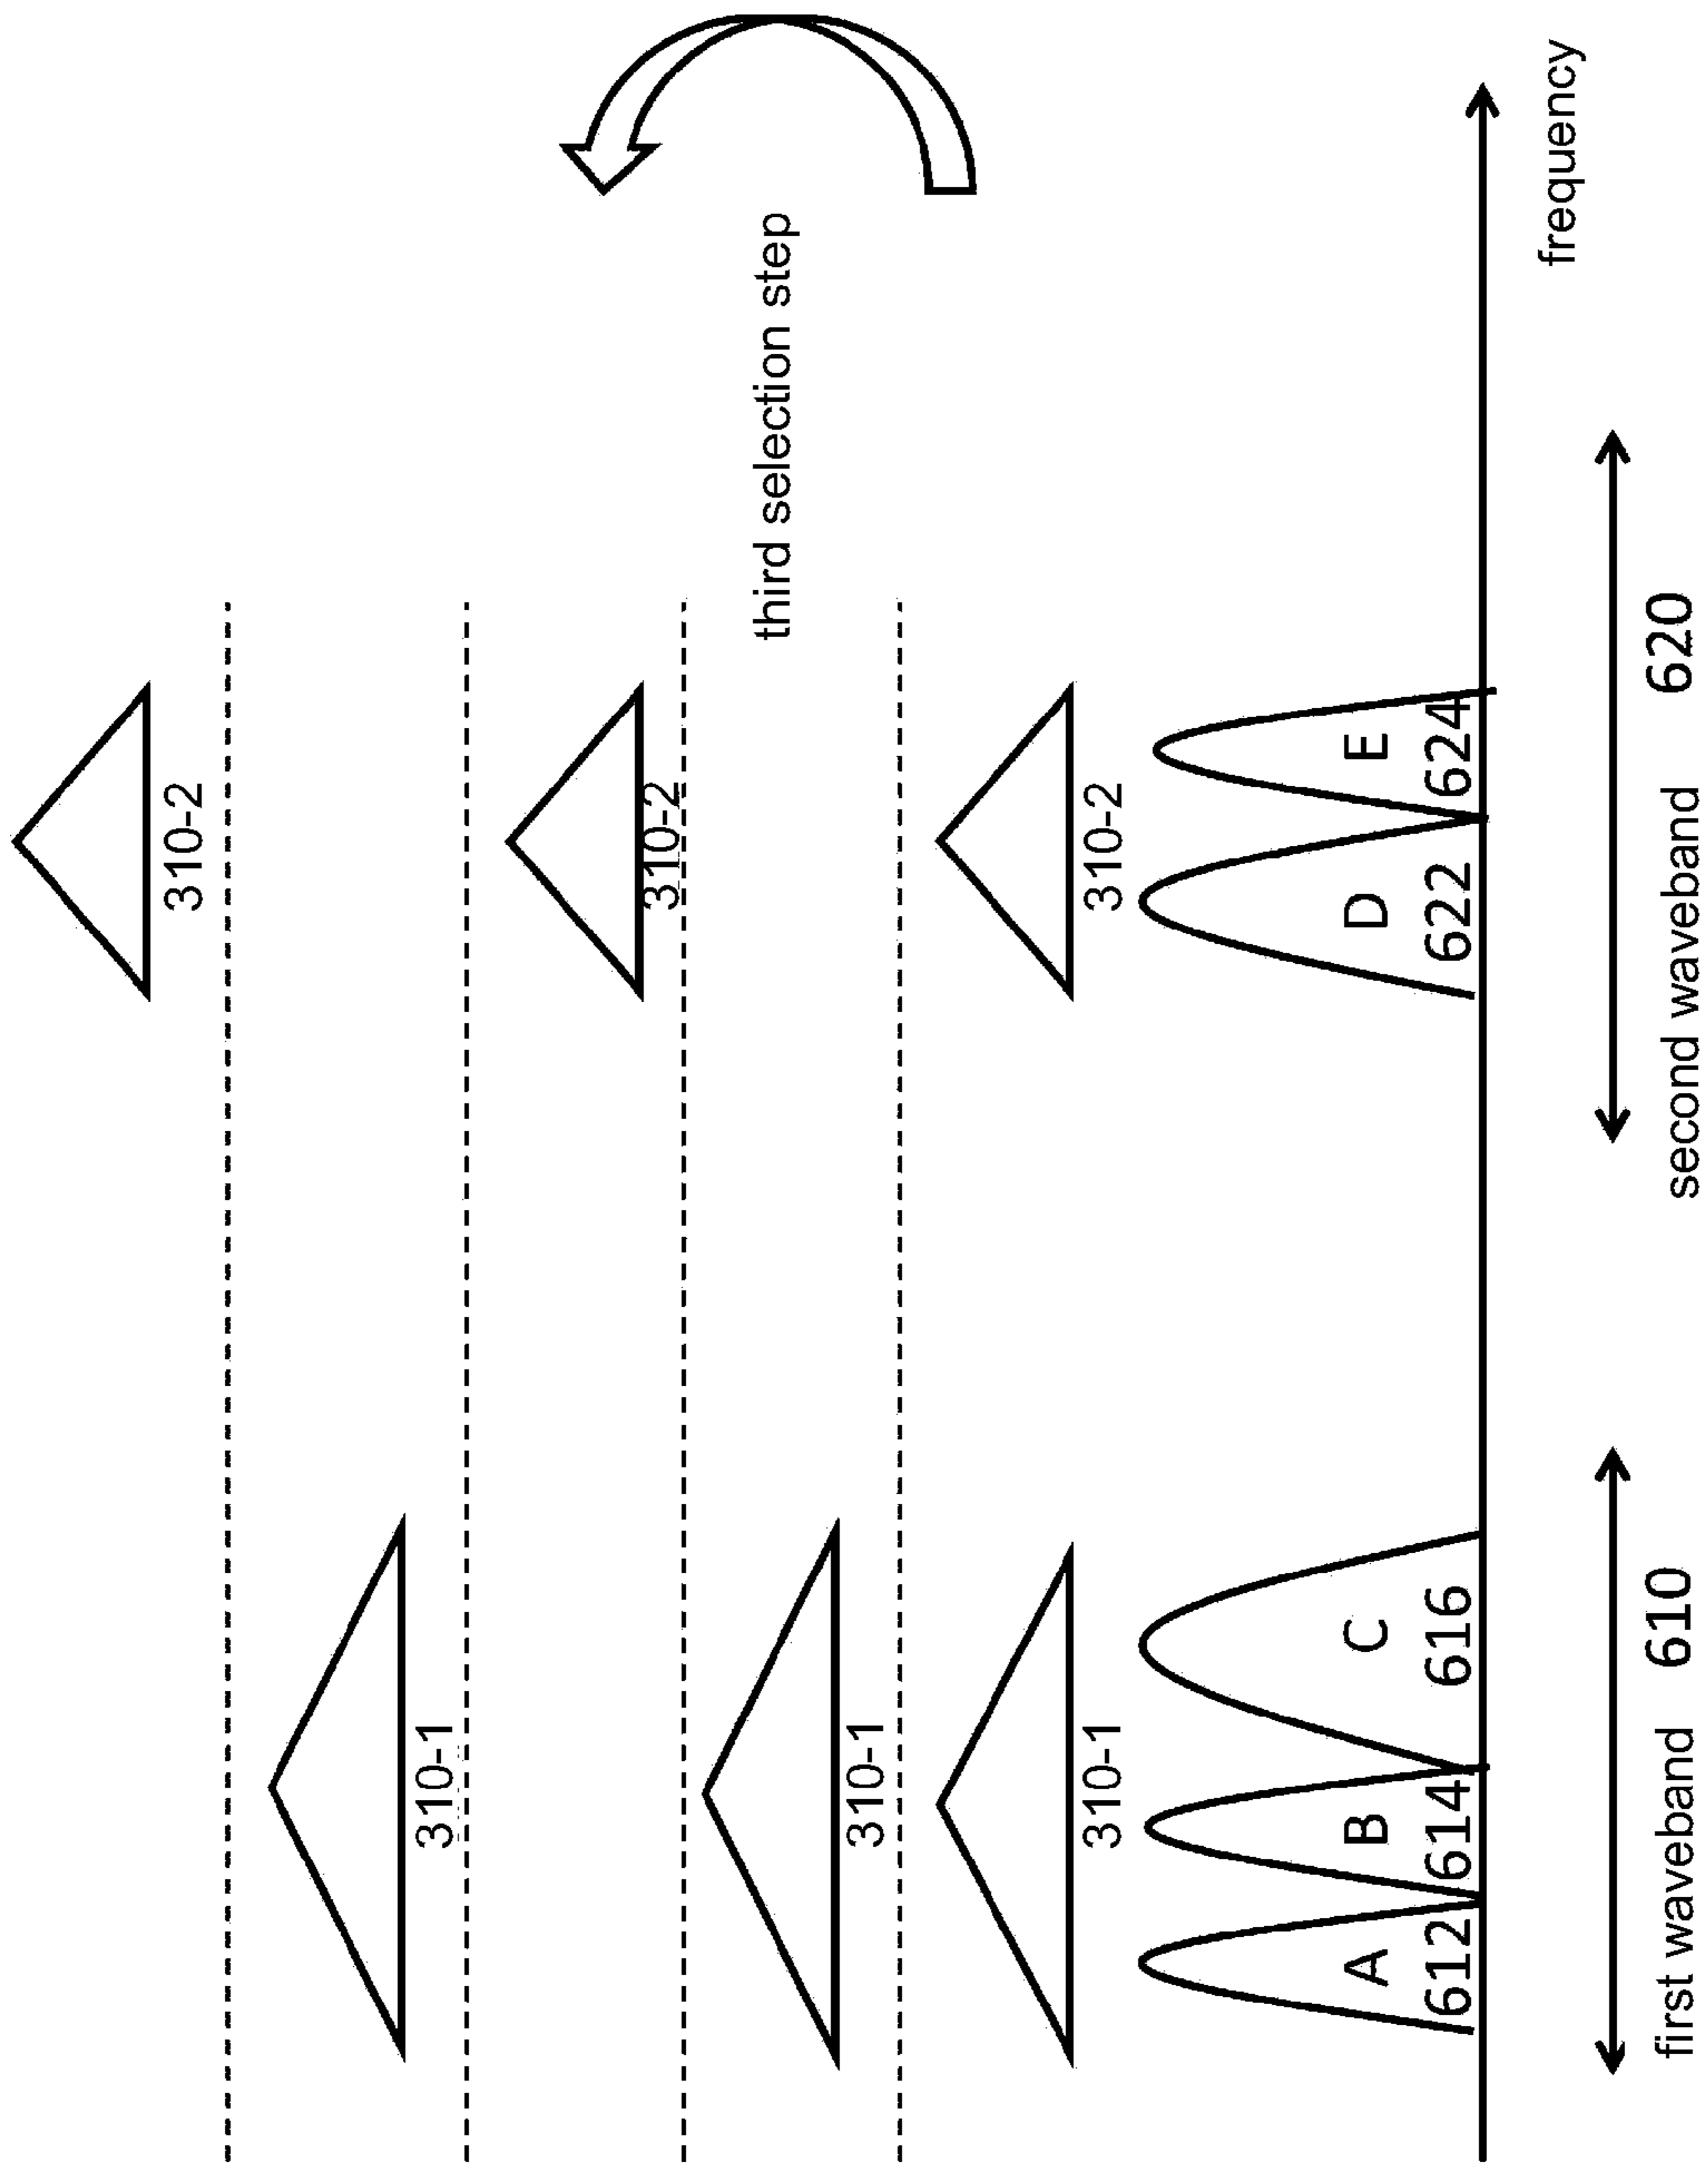 310-2
310-1
310-2
third selection step
310-1
310-1
310-2
A
B
C
D
E
612
614
616
622
624
frequency
first waveband 610
second waveband 620